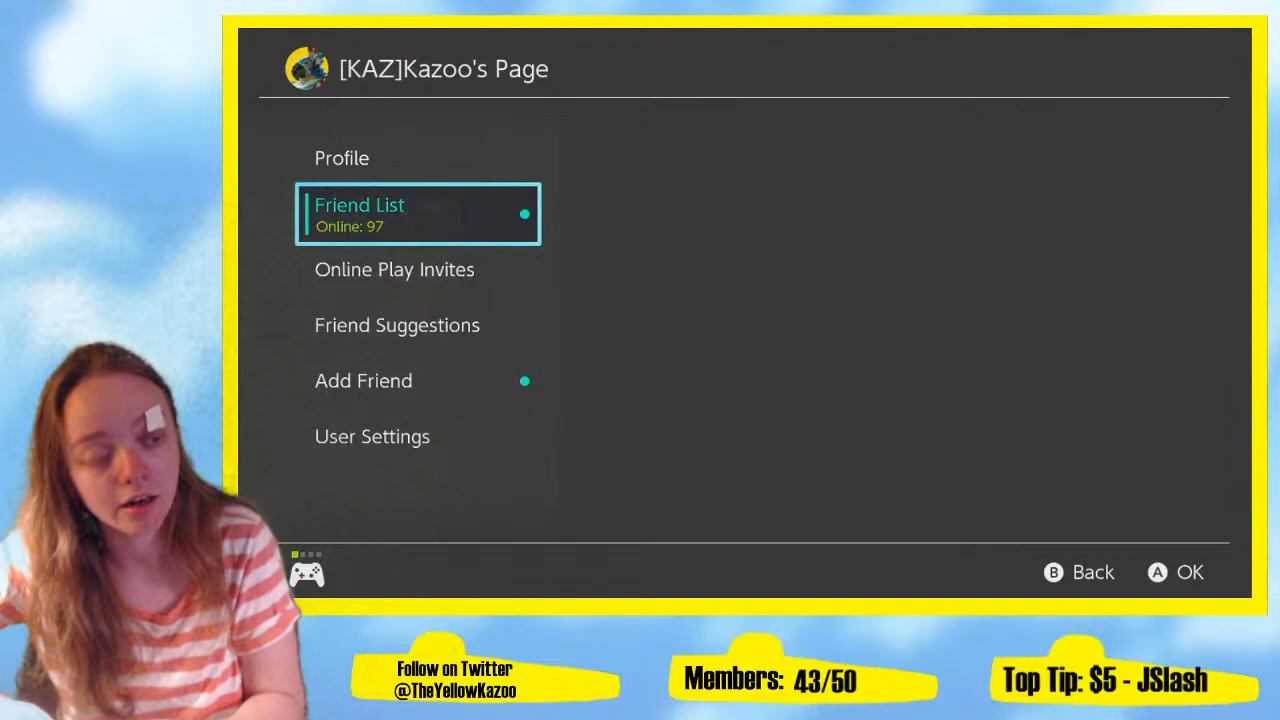 [KAZ]Kazoo's Page
Profile
Friend List
Online: 97
Online Play Invites
Friend Suggestions
Add Friend
User Settings
B Back
A OK
Follow on Twitter
@TheYellowKazoo
Members: 43/50
Top Tip: $5 - JSlash